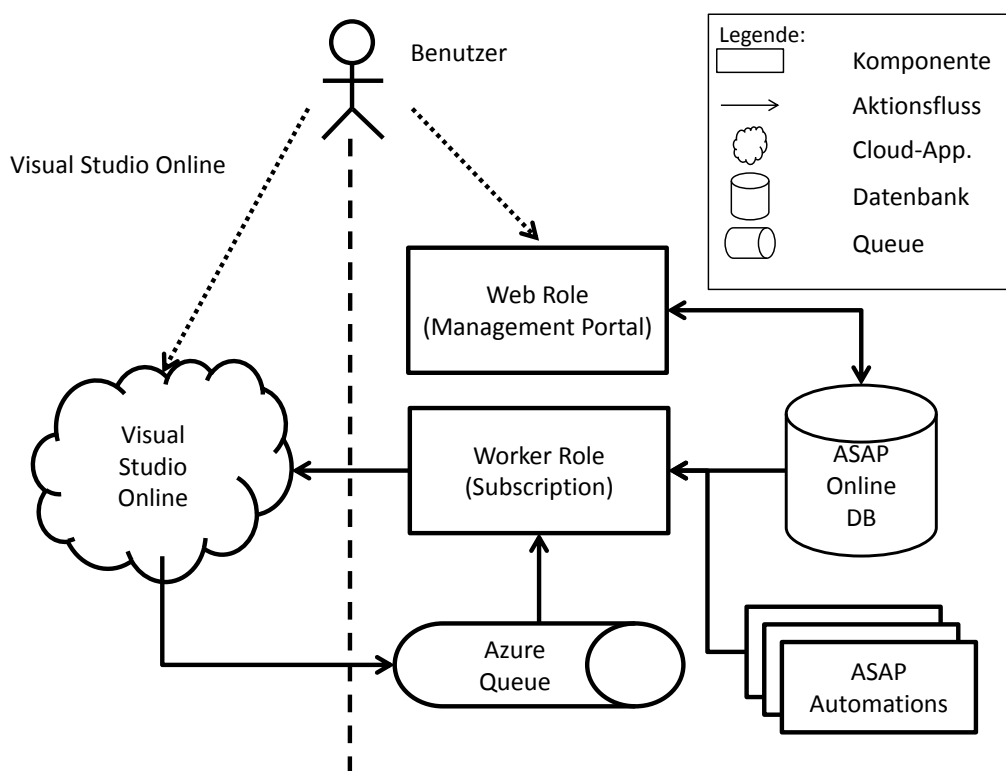 Benutzer
Visual Studio Online
Legende:
Komponente
Aktionsfluss
Cloud-App.
Datenbank
Queue
Web Role
(Management Portal)
Visual
Studio
Online
Worker Role
(Subscription)
ASAP
Online
DB
Azure
Queue
ASAP
Automations